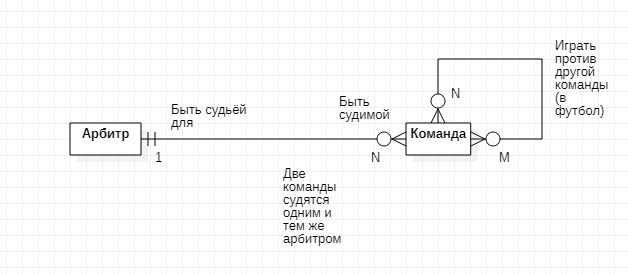 Играть
против
другой
команды
(в
футбол)
N
Быть судьёй
для
Быть
судимой
Арбитр
Команда
1
N
M
Две
команды
судятся
одним и
тем же
арбитром